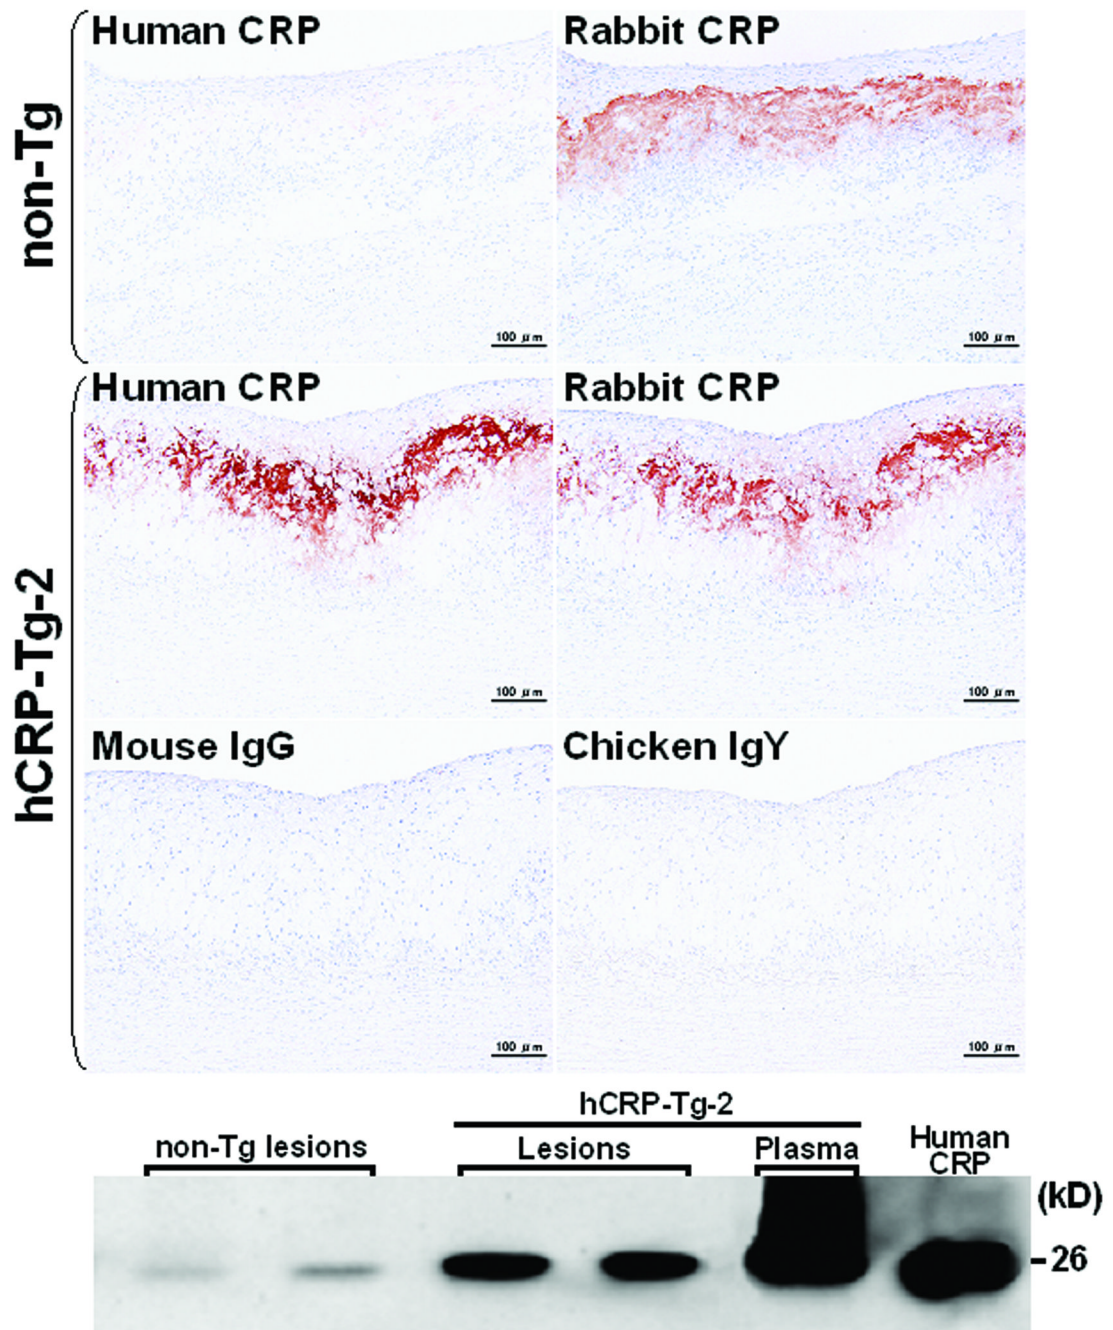 non-Tg
Human CRP
Rabbit CRP
100 μm
100 μm
hCRP-Tg-2
Human CRP
Rabbit CRP
100 μm
100 μm
Mouse IgG
Chicken IgY
100 μm
100 μm
hCRP-Tg-2
non-Tg lesions
Lesions
Plasma
Human
CRP
(kD)
-26